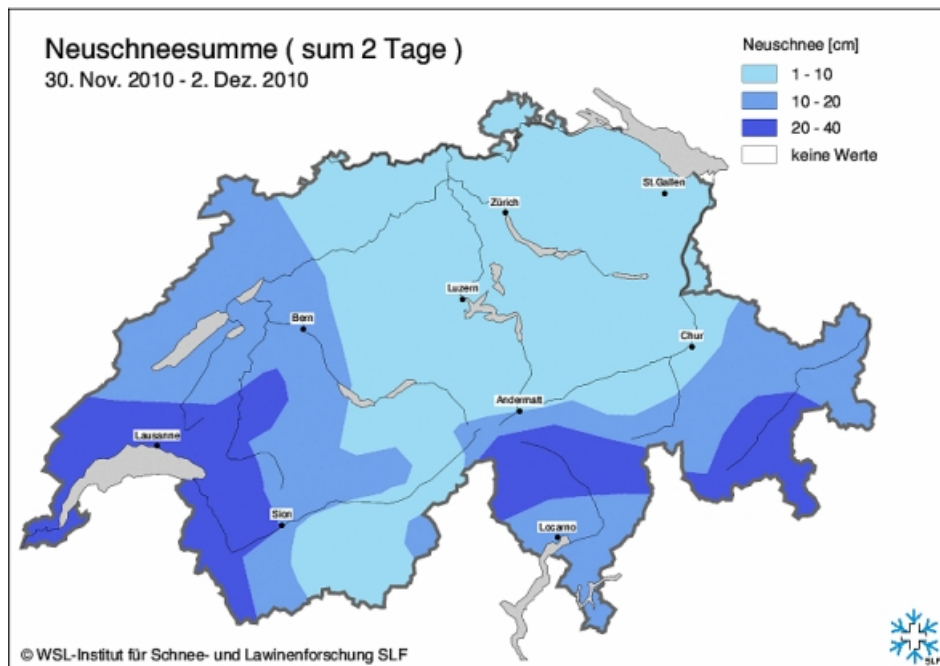 Neuschneesumme ( sum 2 Tage )
30. Nov. 2010 - 2. Dez. 2010
Neuschnee [cm]
1 - 10
10 - 20
20 - 40
keine Werte
St.Gallen
Zürich
Luzern
Bern
Chur
Andermatt
Lausanne
Sion
Locarno
© WSL-Institut für Schnee- und Lawinenforschung SLF
SLF